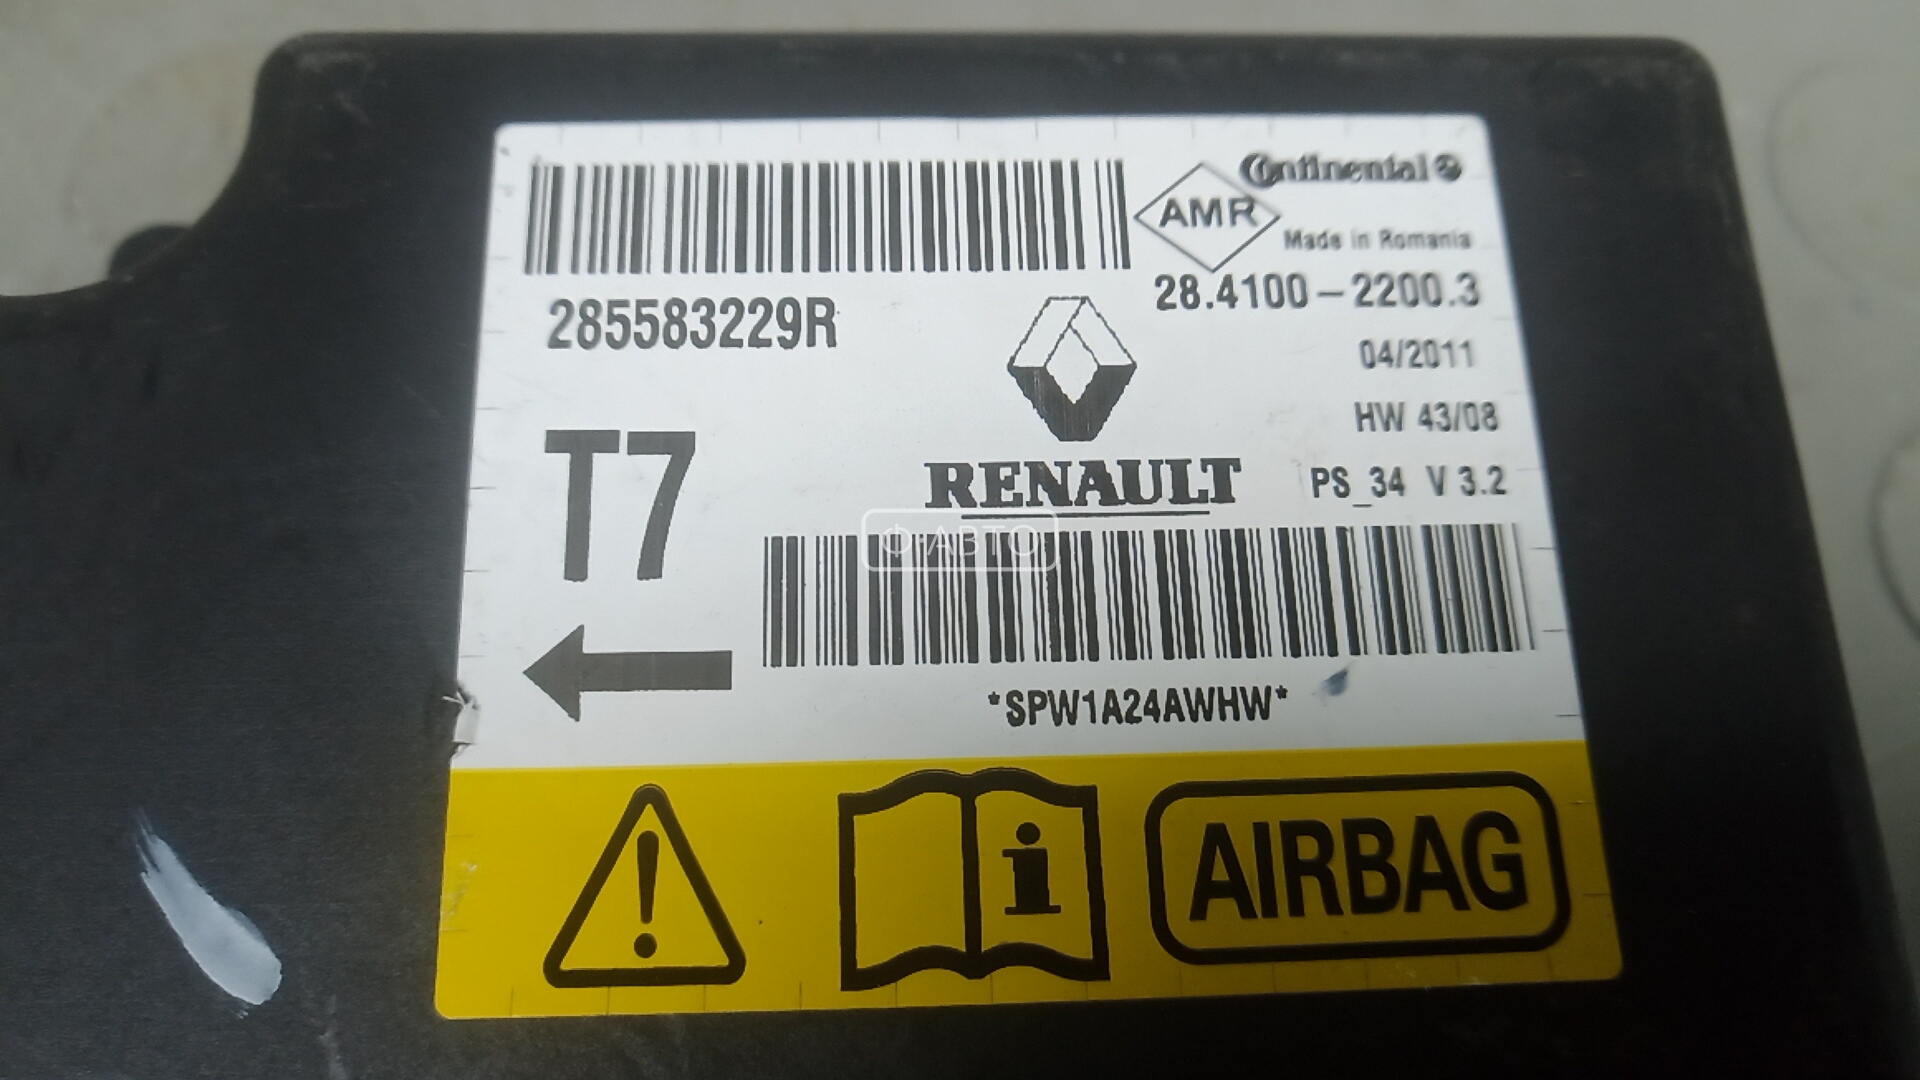 Continental
AMR
Made in Romania
285583229R
28.4100-2200.3
04/2011
HW 43/08
T7
RENAULT
PS_34 V 3.2
Ф·АВТО
*SPW1A24AWHW*
! i AIRBAG